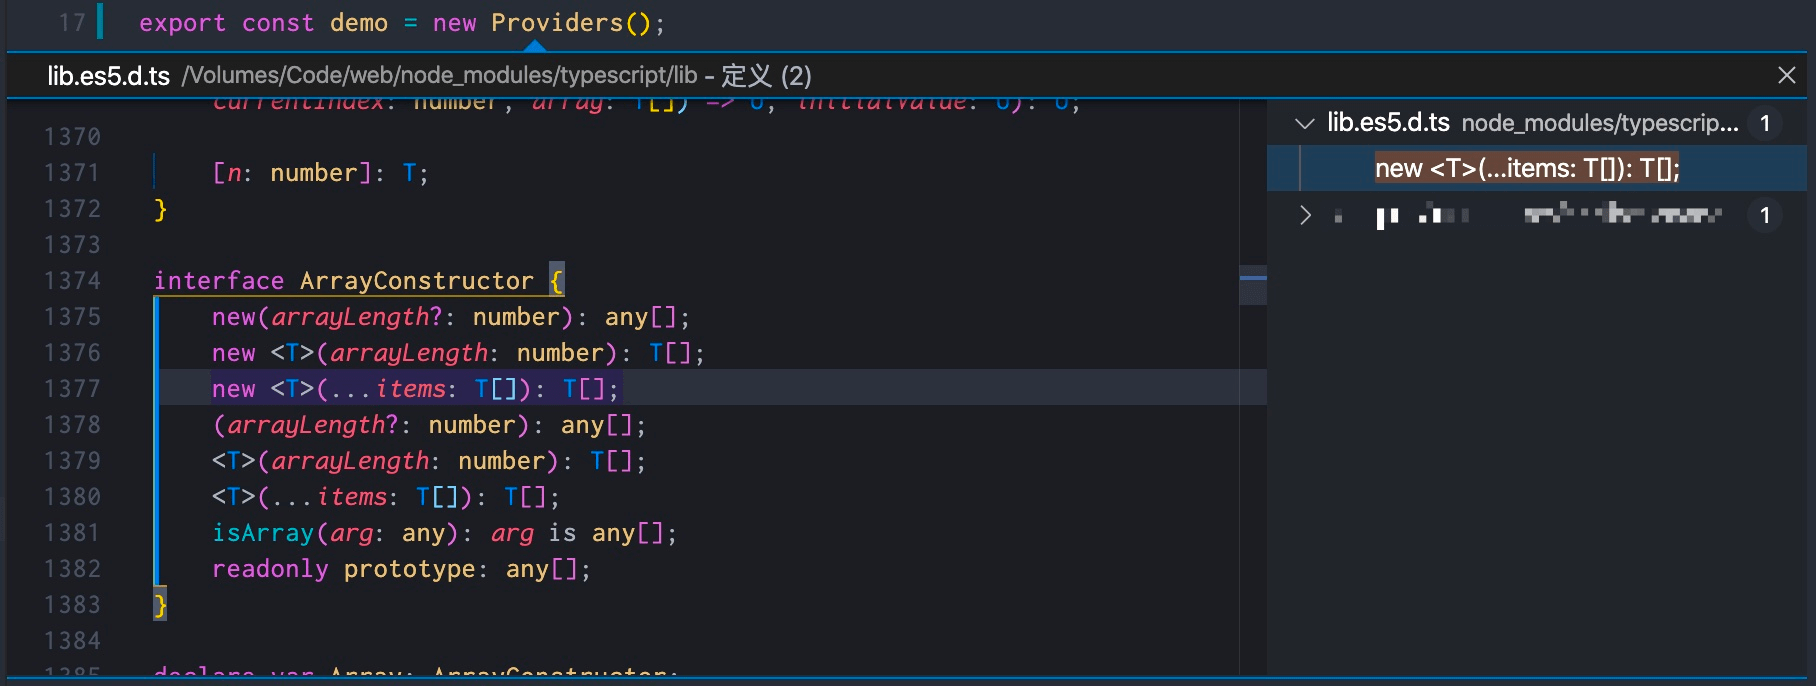 17 export const demo = new Providers();
lib.es5.d.ts /Volumes/Code/web/node_modules/typescript/lib - 定义 (2)
currentIndex: number, array: T[]) => U, initialValue: U): U;
1370
1371 [n: number]: T;
1372 }
1373
1374 interface ArrayConstructor {
1375 new(arrayLength?: number): any[];
1376 new <T>(arrayLength: number): T[];
1377 new <T>(...items: T[]): T[];
1378 (arrayLength?: number): any[];
1379 <T>(arrayLength: number): T[];
1380 <T>(...items: T[]): T[];
1381 isArray(arg: any): arg is any[];
1382 readonly prototype: any[];
1383 }
1384
1385 declare var Array: ArrayConstructor;
lib.es5.d.ts node_modules/typescrip... 1
new <T>(...items: T[]): T[];
1